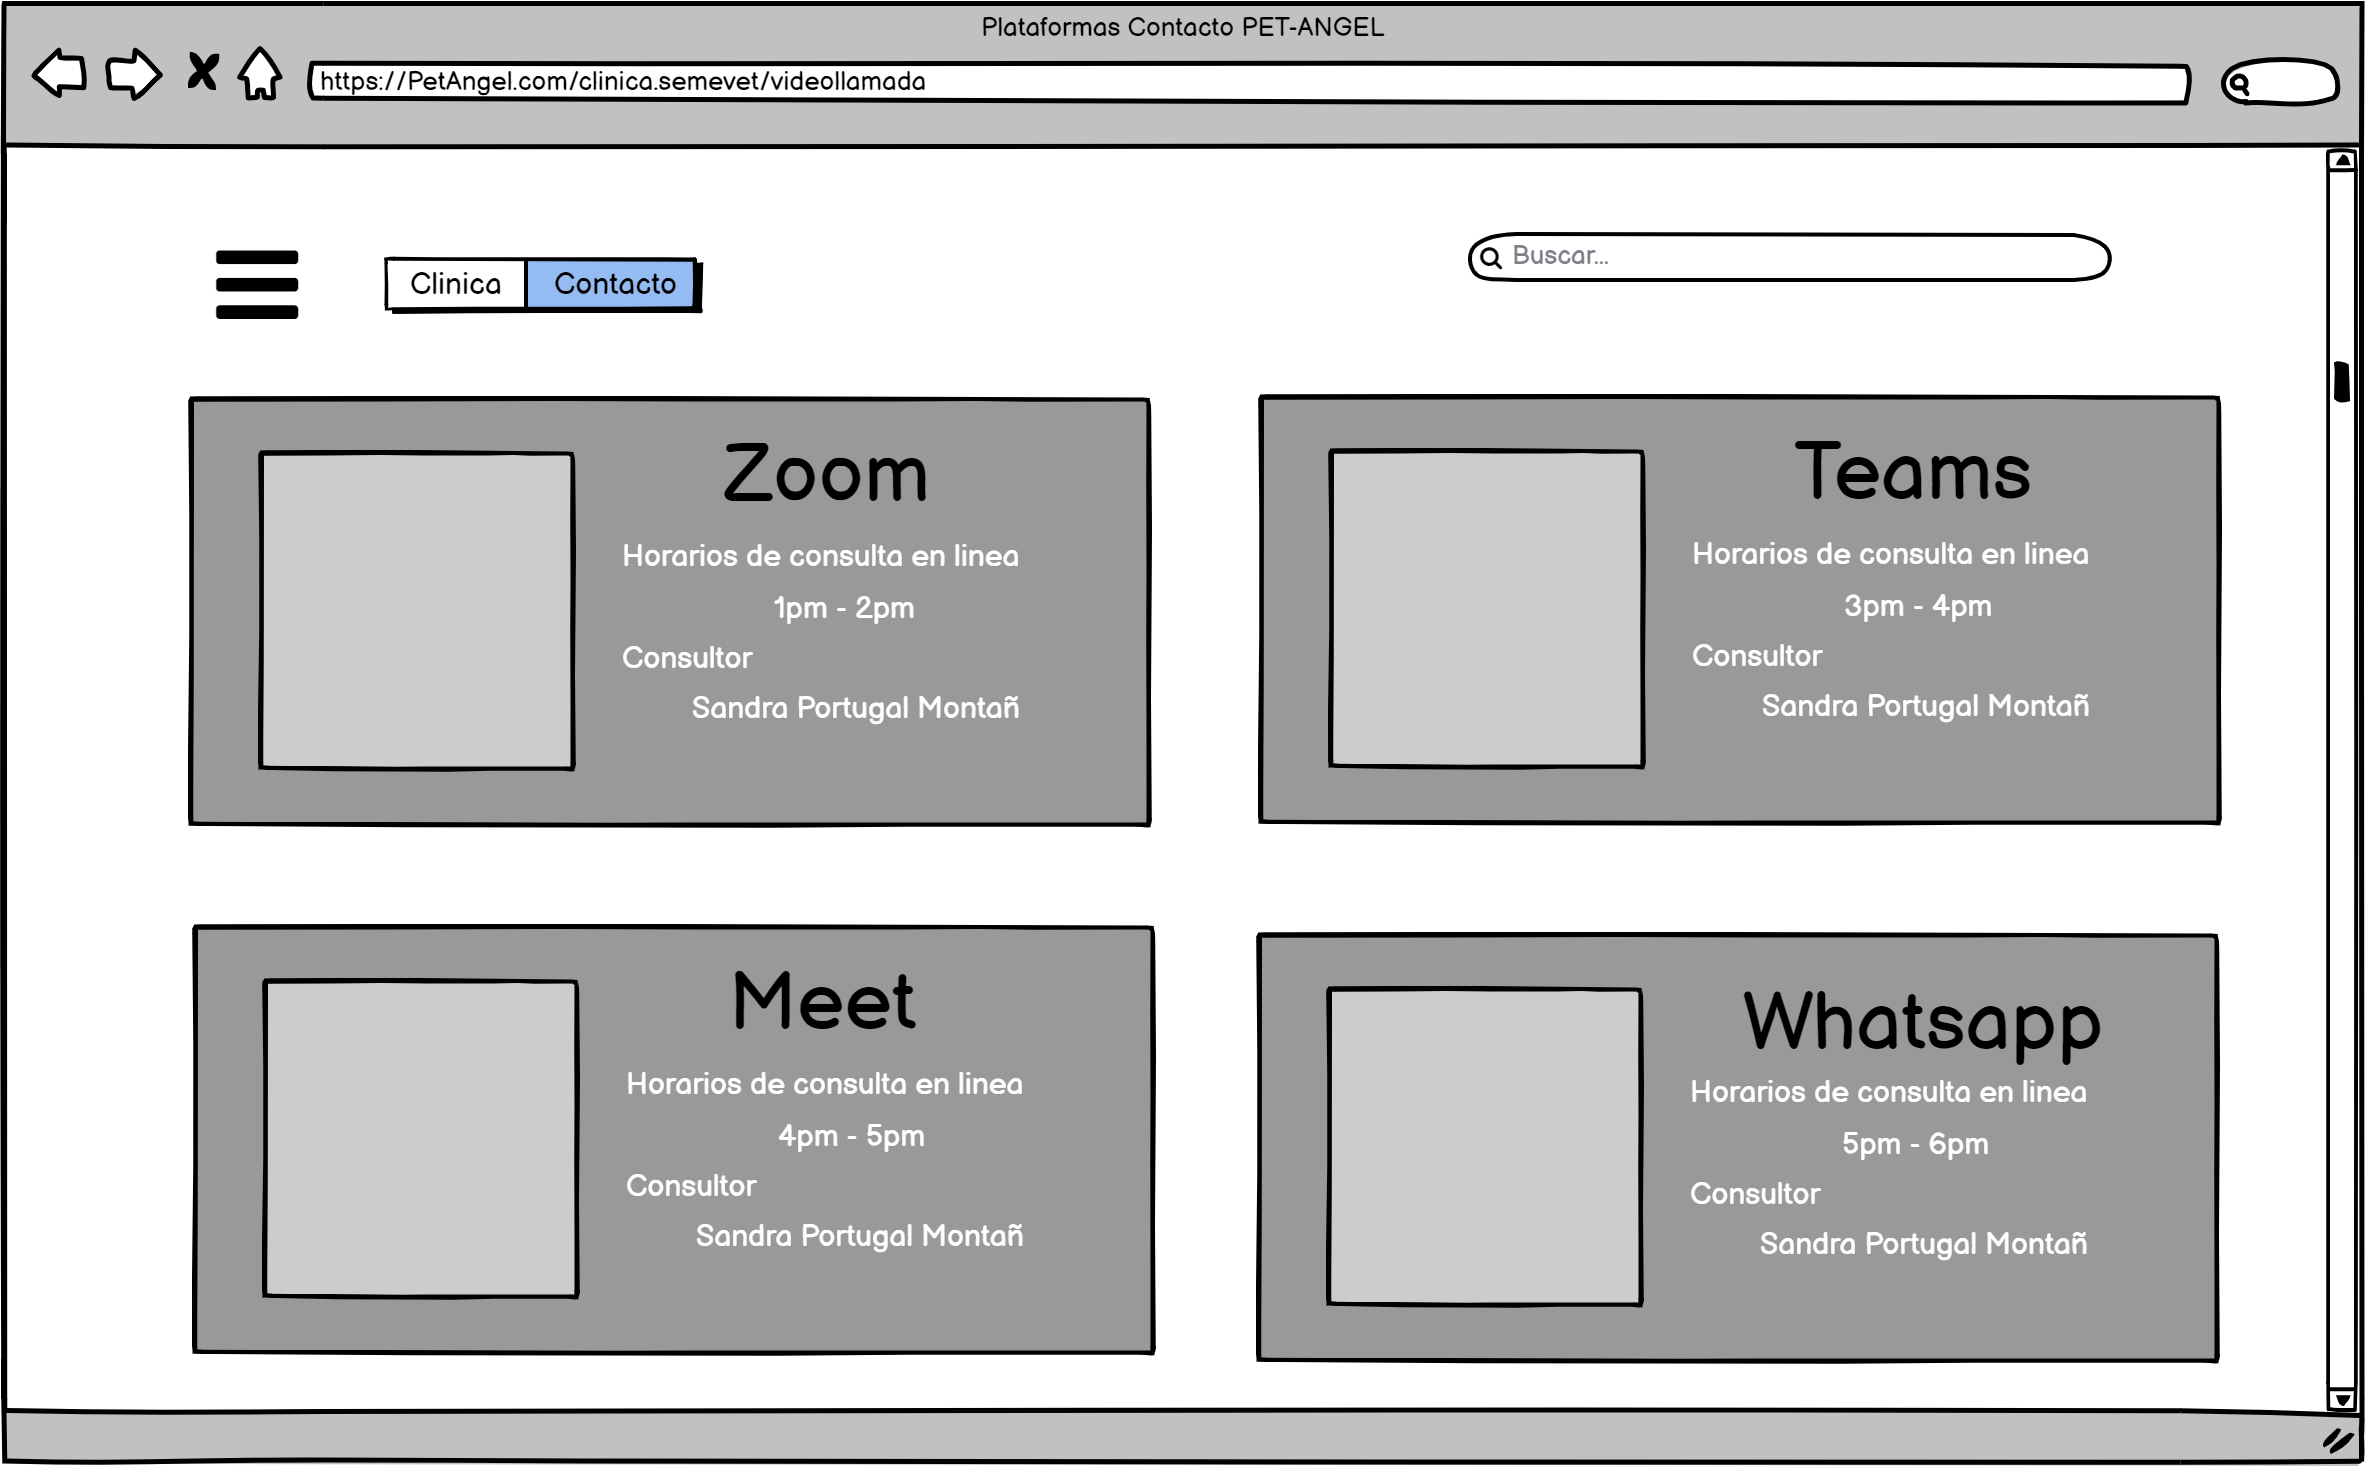 Plataformas Contacto PET-ANGEL
https://PetAngel.com/clinica.semevet/videollamada
Clinica
Contacto
Buscar...
Zoom
Horarios de consulta en linea
1pm - 2pm
Consultor
Sandra Portugal Montañ
Teams
Horarios de consulta en linea
3pm - 4pm
Consultor
Sandra Portugal Montañ
Meet
Horarios de consulta en linea
4pm - 5pm
Consultor
Sandra Portugal Montañ
Whatsapp
Horarios de consulta en linea
5pm - 6pm
Consultor
Sandra Portugal Montañ